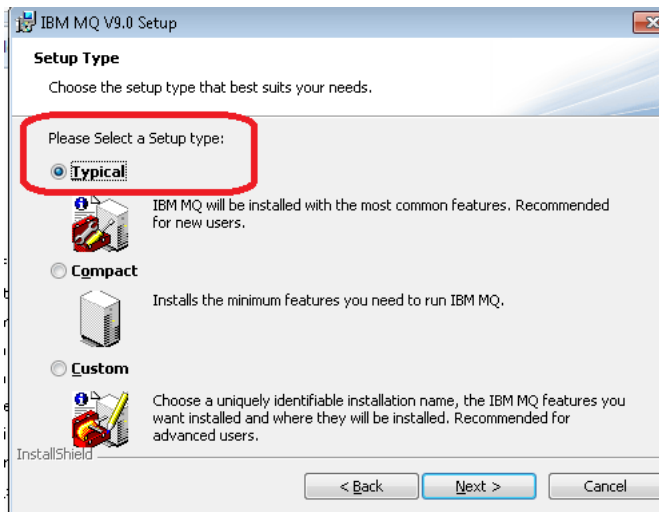 IBM MQ V9.0 Setup
Setup Type
Choose the setup type that best suits your needs.
Please Select a Setup type:
Typical
IBM MQ will be installed with the most common features. Recommended
for new users.
Compact
Installs the minimum features you need to run IBM MQ.
Custom
Choose a uniquely identifiable installation name, the IBM MQ features you
want installed and where they will be installed. Recommended for
advanced users.
InstallShield
< Back Next > Cancel